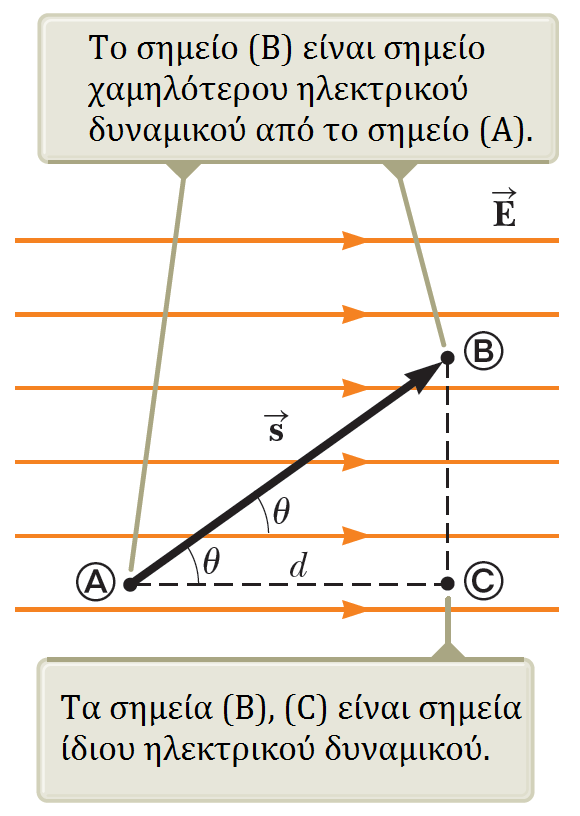 Το σημείο (Β) είναι σημείο
χαμηλότερου ηλεκτρικού
δυναμικού από το σημείο (Α).
E
B
s
θ
θ
A
d
C
Τα σημεία (Β), (C) είναι σημεία
ίδιου ηλεκτρικού δυναμικού.